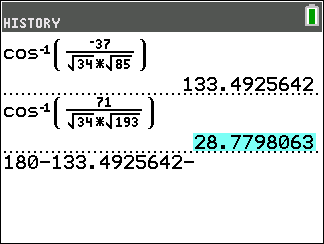 HISTORY
cos⁻¹(⁻37/(√34*√85))
133.4925642
cos⁻¹(71/(√34*√193))
28.7798063
180-133.4925642-